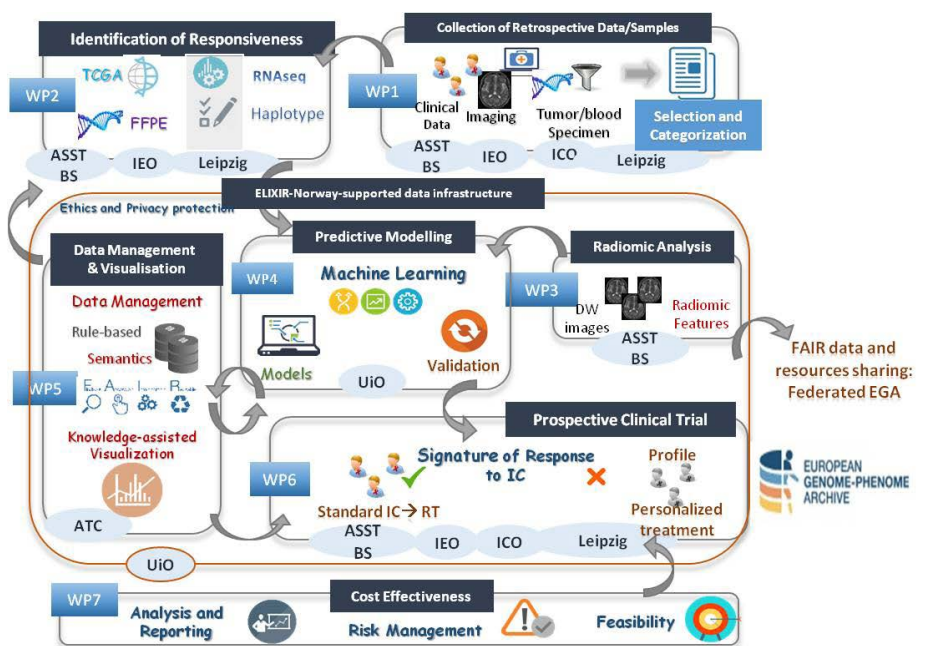 Identification of Responsiveness
WP2
TCGA
RNAseq
FFPE
Haplotype
ASST
BS
IEO
Leipzig
Collection of Retrospective Data/Samples
WP1
Clinical
Data
Imaging
Tumor/blood
Specimen
Selection and
Categorization
ASST
BS
IEO
ICO
Leipzig
ELIXIR-Norway-supported data infrastructure
Ethics and Privacy protection
Data Management
& Visualisation
Data Management
Rule-based
Semantics
WP5
Knowledge-assisted
Visualization
ATC
UiO
Predictive Modelling
WP4
Machine Learning
Models
Validation
UiO
Radiomic Analysis
WP3
DW
images
Radiomic
Features
ASST
BS
FAIR data and
resources sharing:
Federated EGA
EUROPEAN
GENOME-PHENOME
ARCHIVE
Prospective Clinical Trial
WP6
Signature of Response
to IC
Profile
Standard IC → RT
Personalized
treatment
ASST
BS
IEO
ICO
Leipzig
WP7
Cost Effectiveness
Analysis and
Reporting
Risk Management
Feasibility